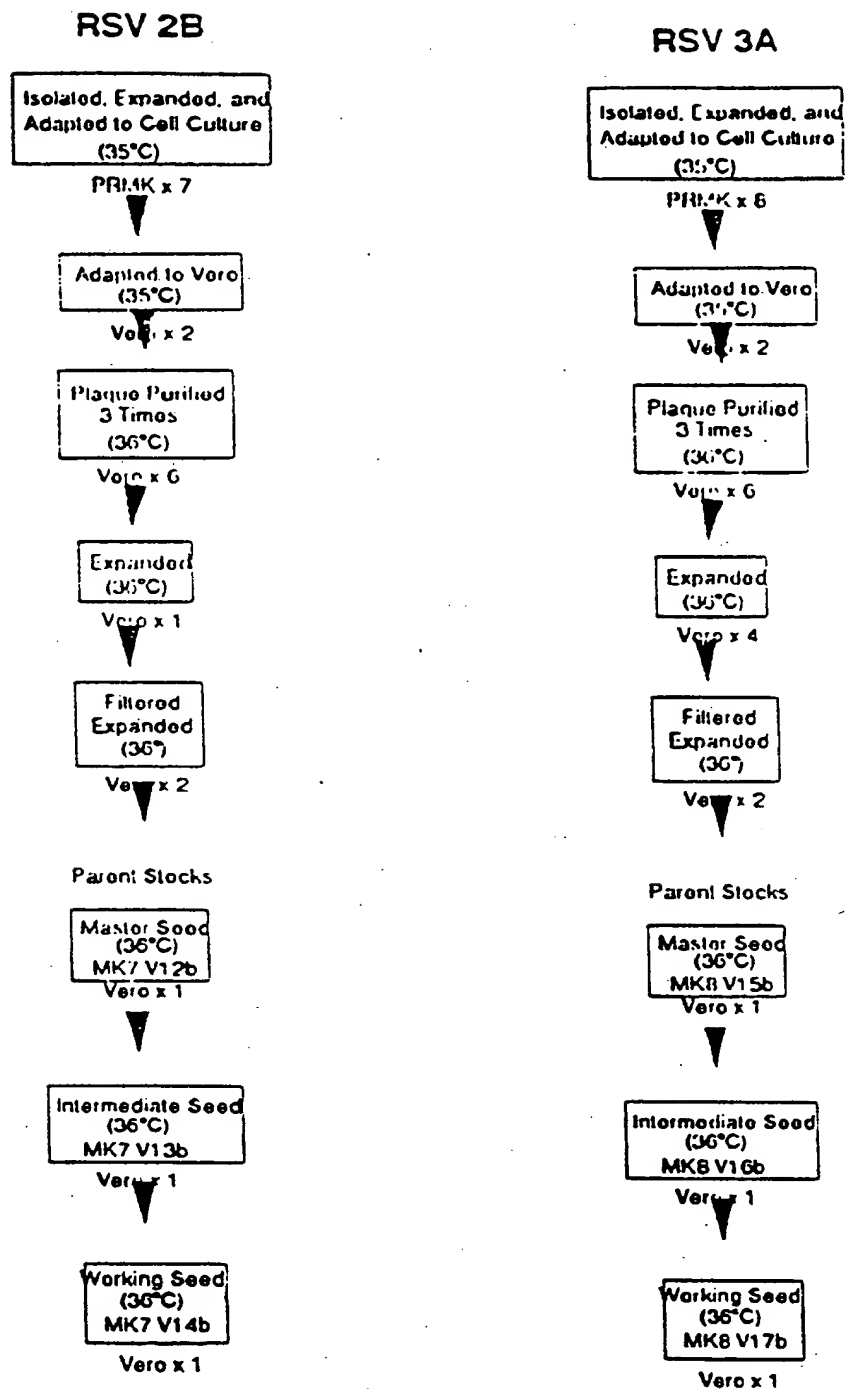 RSV 2B
Isolated, Expanded, and
Adapted to Cell Culture
(35°C)
PRMK x 7
Adapted to Vero
(35°C)
Vero x 2
Plaque Purified
3 Times
(36°C)
Vero x 6
Expanded
(36°C)
Vero x 1
Filtered
Expanded
(36°)
Vero x 2
Parent Stocks
Master Seed
(36°C)
MK7 V12b
Vero x 1
Intermediate Seed
(36°C)
MK7 V13b
Vero x 1
Working Seed
(36°C)
MK7 V14b
Vero x 1
RSV 3A
Isolated, Expanded, and
Adapted to Cell Culture
(35°C)
PRMK x 8
Adapted to Vero
(35°C)
Vero x 2
Plaque Purified
3 Times
(36°C)
Vero x 6
Expanded
(36°C)
Vero x 4
Filtered
Expanded
(36°)
Vero x 2
Parent Stocks
Master Seed
(36°C)
MK8 V15b
Vero x 1
Intermediate Seed
(36°C)
MK8 V16b
Vero x 1
Working Seed
(36°C)
MK8 V17b
Vero x 1